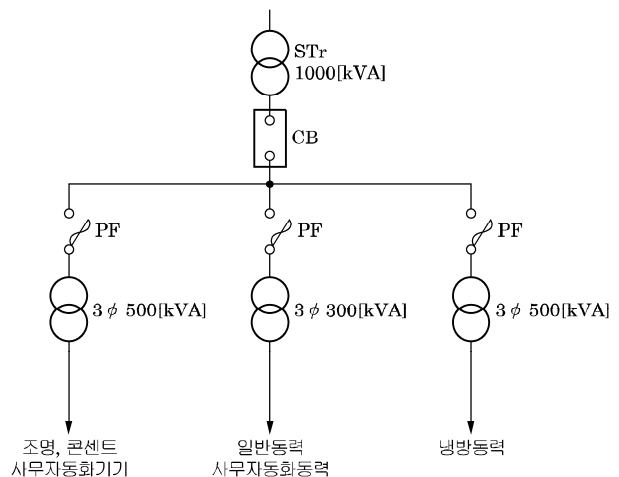 STr
1000[kVA]
CB
PF
PF
PF
3φ 500[kVA]
3φ 300[kVA]
3φ 500[kVA]
조명, 콘센트
사무자동화기기
일반동력
사무자동화동력
냉방동력